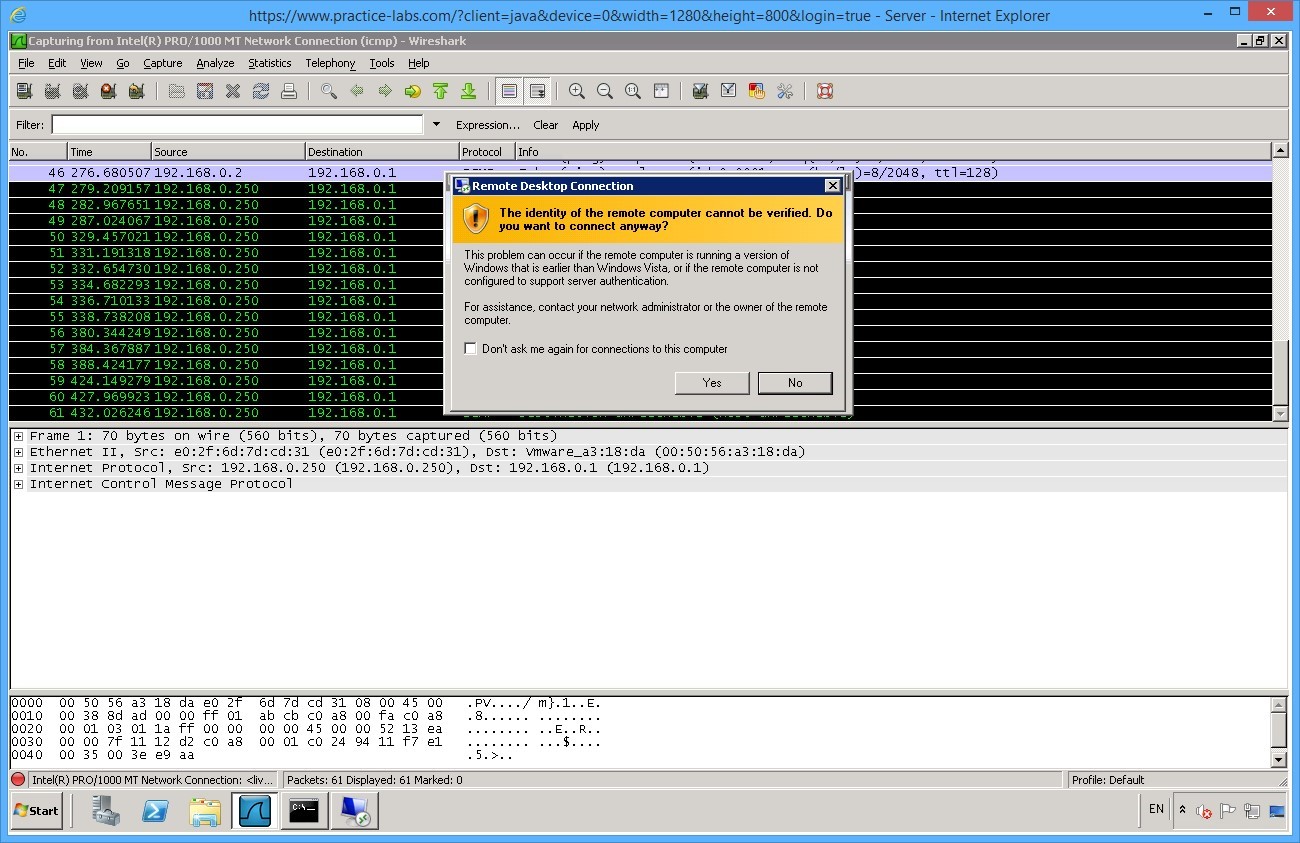 https://www.practice-labs.com/?client=java&device=0&width=1280&height=800&login=true - Server - Internet Explorer
Capturing from Intel(R) PRO/1000 MT Network Connection (icmp) - Wireshark
File Edit View Go Capture Analyze Statistics Telephony Tools Help
Filter: Expression... Clear Apply
No. Time Source Destination Protocol Info
46 276.680507 192.168.0.2 192.168.0.1 )=8/2048, ttl=128)
47 279.209157 192.168.0.250 192.168.0.1
48 282.967651 192.168.0.250 192.168.0.1
49 287.024067 192.168.0.250 192.168.0.1
50 329.457021 192.168.0.250 192.168.0.1
51 331.191318 192.168.0.250 192.168.0.1
52 332.654730 192.168.0.250 192.168.0.1
53 334.682293 192.168.0.250 192.168.0.1
54 336.710133 192.168.0.250 192.168.0.1
55 338.738208 192.168.0.250 192.168.0.1
56 380.344249 192.168.0.250 192.168.0.1
57 384.367887 192.168.0.250 192.168.0.1
58 388.424177 192.168.0.250 192.168.0.1
59 424.149279 192.168.0.250 192.168.0.1
60 427.969923 192.168.0.250 192.168.0.1
61 432.026246 192.168.0.250 192.168.0.1
Remote Desktop Connection
The identity of the remote computer cannot be verified. Do
you want to connect anyway?
This problem can occur if the remote computer is running a version of
Windows that is earlier than Windows Vista, or if the remote computer is not
configured to support server authentication.
For assistance, contact your network administrator or the owner of the remote
computer.
Don't ask me again for connections to this computer
Yes No
Frame 1: 70 bytes on wire (560 bits), 70 bytes captured (560 bits)
Ethernet II, Src: e0:2f:6d:7d:cd:31 (e0:2f:6d:7d:cd:31), Dst: Vmware_a3:18:da (00:50:56:a3:18:da)
Internet Protocol, Src: 192.168.0.250 (192.168.0.250), Dst: 192.168.0.1 (192.168.0.1)
Internet Control Message Protocol
0000 00 50 56 a3 18 da e0 2f 6d 7d cd 31 08 00 45 00 .PV..../ m}.1..E.
0010 00 38 8d ad 00 00 ff 01 ab cb c0 a8 00 fa c0 a8 .8...... ........
0020 00 01 03 01 1a ff 00 00 00 00 45 00 00 52 13 ea ........ ..E..R..
0030 00 00 7f 11 12 d2 c0 a8 00 01 c0 24 94 11 f7 e1 ........ ...$....
0040 00 35 00 3e e9 aa .5.>..
Intel(R) PRO/1000 MT Network Connection: <liv... Packets: 61 Displayed: 61 Marked: 0 Profile: Default
Start C:\ EN